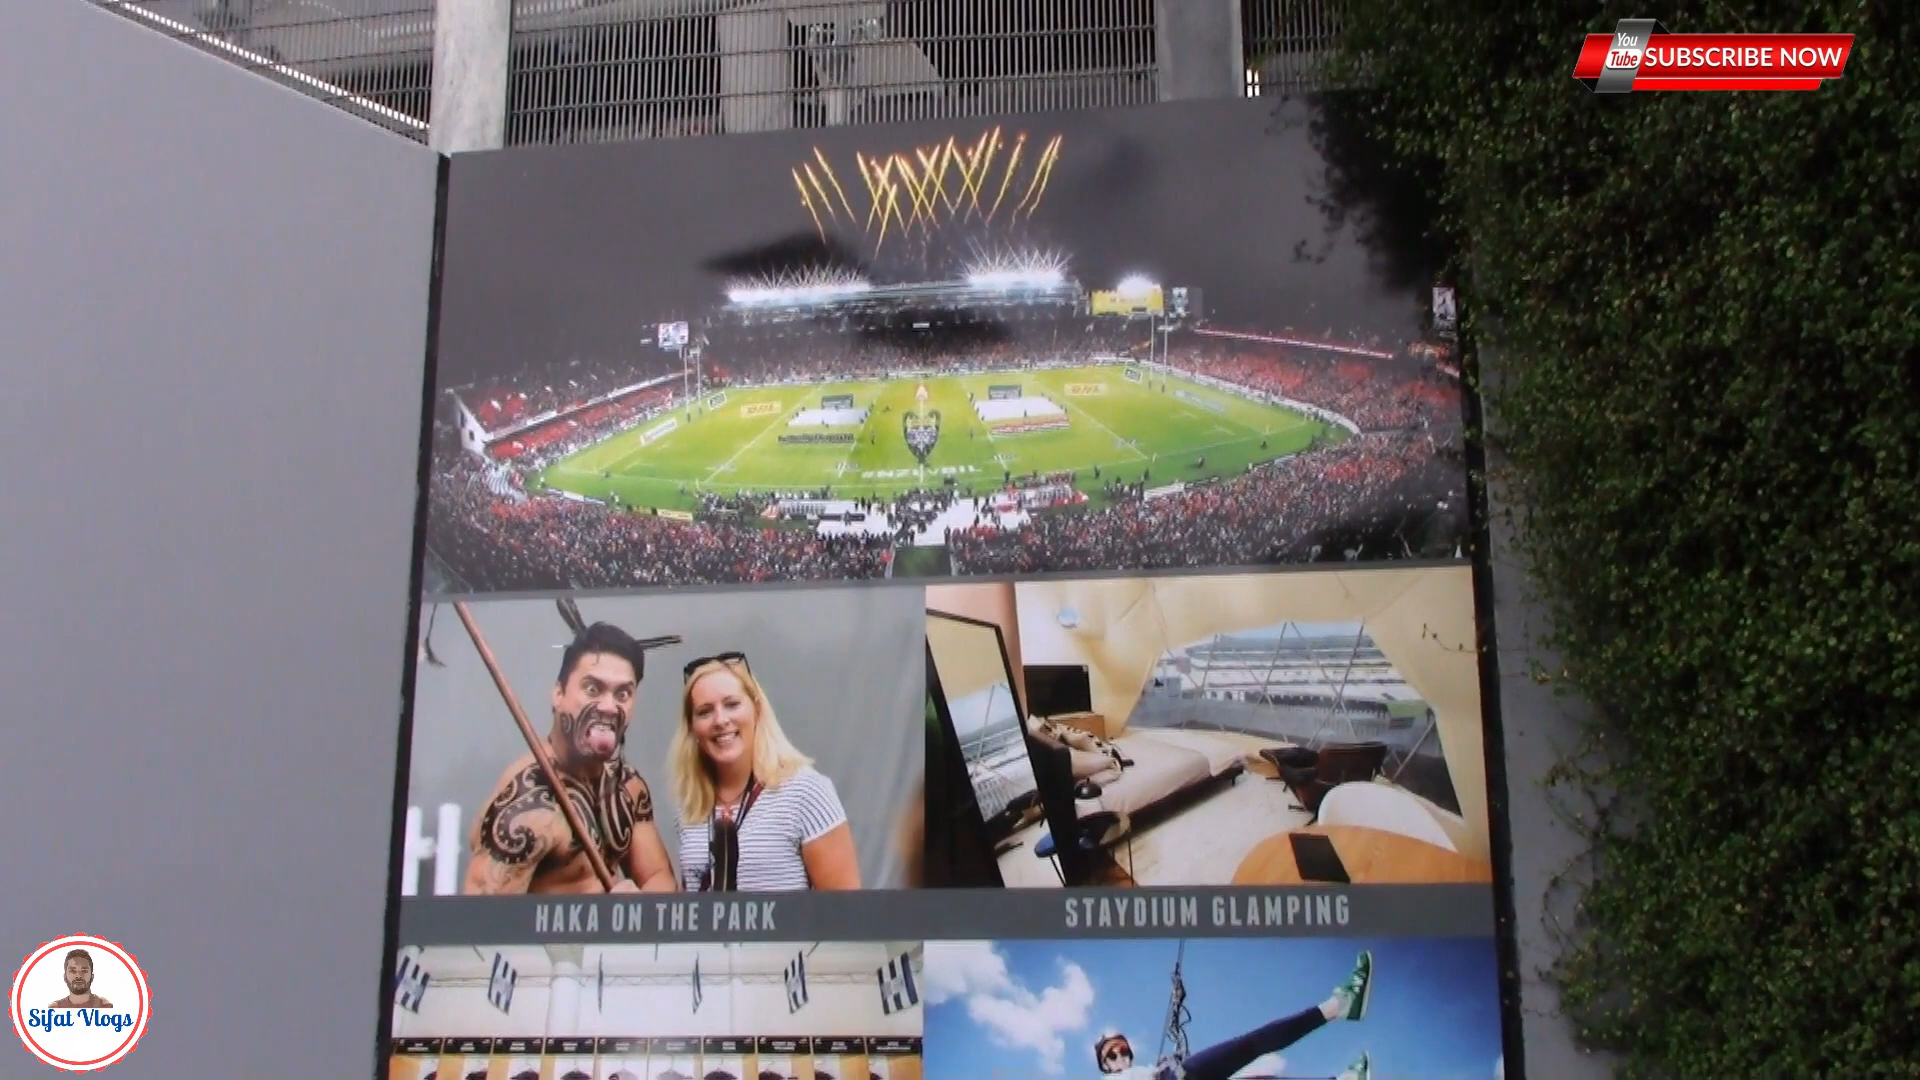 You
Tube SUBSCRIBE NOW
HAKA ON THE PARK
STAYDIUM GLAMPING
Sifat Vlogs